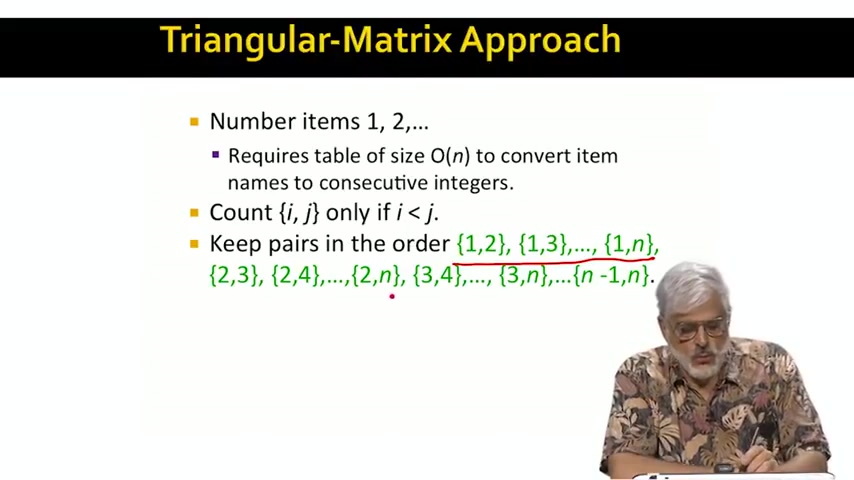 Triangular-Matrix Approach
Number items 1, 2,…
Requires table of size O(n) to convert item
names to consecutive integers.
Count {i, j} only if i < j.
Keep pairs in the order {1,2}, {1,3},…, {1,n},
{2,3}, {2,4},…,{2,n}, {3,4},…, {3,n},…{n -1,n}.